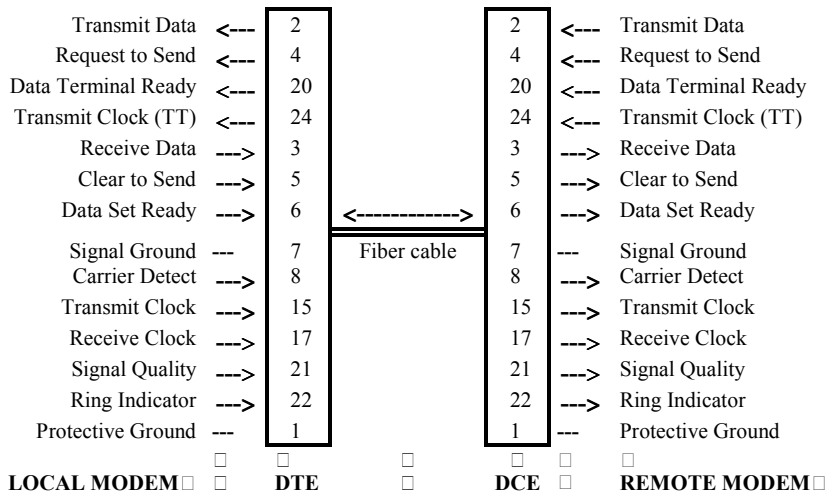 Transmit Data <--- 2 2 <--- Transmit Data
Request to Send <--- 4 4 <--- Request to Send
Data Terminal Ready <--- 20 20 <--- Data Terminal Ready
Transmit Clock (TT) <--- 24 24 <--- Transmit Clock (TT)
Receive Data ---> 3 3 ---> Receive Data
Clear to Send ---> 5 5 ---> Clear to Send
Data Set Ready ---> 6 <------------> 6 ---> Data Set Ready
Signal Ground --- 7 Fiber cable 7 --- Signal Ground
Carrier Detect ---> 8 8 ---> Carrier Detect
Transmit Clock ---> 15 15 ---> Transmit Clock
Receive Clock ---> 17 17 ---> Receive Clock
Signal Quality ---> 21 21 ---> Signal Quality
Ring Indicator ---> 22 22 ---> Ring Indicator
Protective Ground --- 1 1 --- Protective Ground
LOCAL MODEM DTE DCE REMOTE MODEM